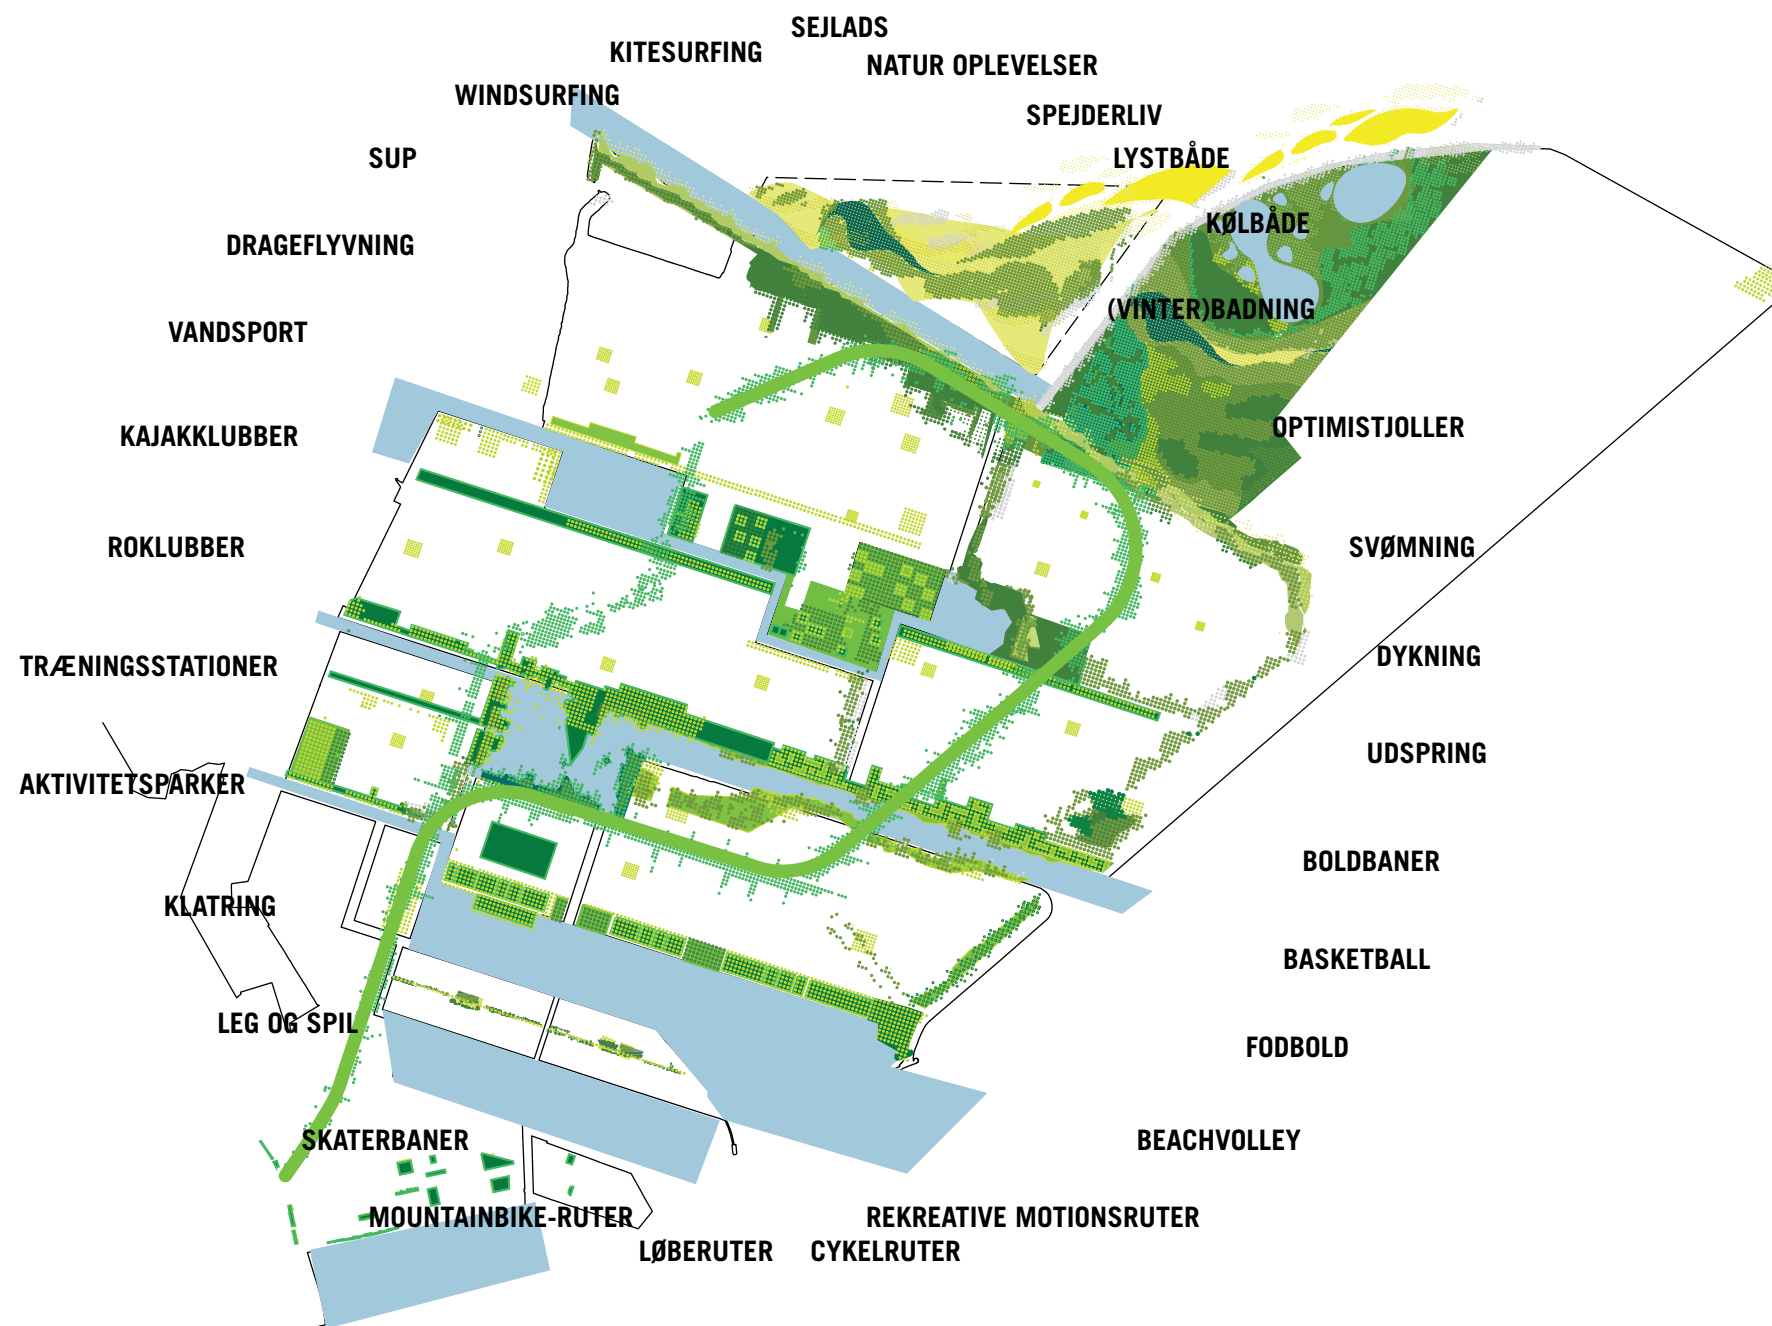 SEJLADS
KITESURFING
NATUR OPLEVELSER
WINDSURFING
SPEJDERLIV
SUP
LYSTBÅDE
KØLBÅDE
DRAGEFLYVNING
(VINTER)BADNING
VANDSPORT
OPTIMISTJOLLER
KAJAKKLUBBER
ROKLUBBER
SVØMNING
DYKNING
TRÆNINGSSTATIONER
UDSPRING
AKTIVITETSPARKER
BOLDBANER
KLATRING
BASKETBALL
LEG OG SPIL
FODBOLD
SKATERBANER
BEACHVOLLEY
MOUNTAINBIKE-RUTER
REKREATIVE MOTIONSRUTER
LØBERUTER
CYKELRUTER